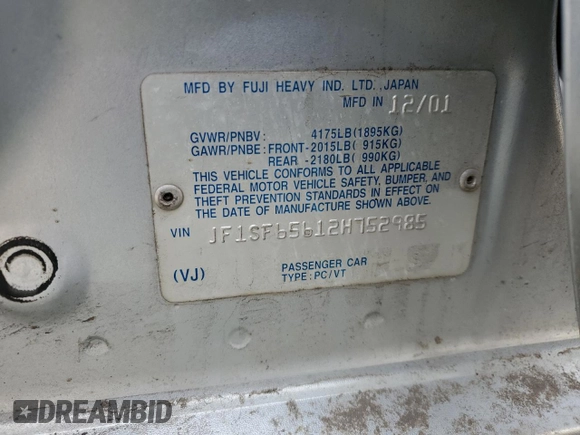 MFD BY FUJI HEAVY IND. LTD. JAPAN
MFD IN 12/01
GVWR/PNBV: 4175LB(1895KG)
GAWR/PNBE: FRONT-2015LB( 915KG)
REAR -2180LB( 990KG)
THIS VEHICLE CONFORMS TO ALL APPLICABLE
FEDERAL MOTOR VEHICLE SAFETY, BUMPER, AND
THEFT PREVENTION STANDARDS IN EFFECT ON
THE DATE OF MANUFACTURE SHOWN ABOVE.
VIN JF1SF65612H752985
(VJ) PASSENGER CAR
TYPE: PC/VT
DREAMBID